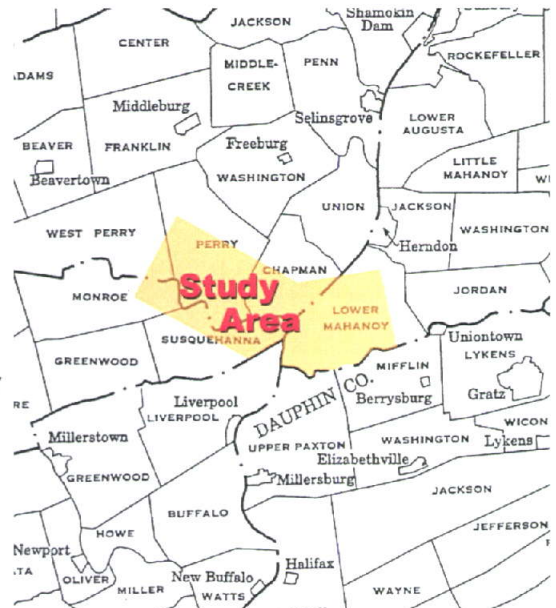 Shamokin
Dam
JACKSON
CENTER
ROCKEFELLER
MIDDLE-
CREEK
PENN
ADAMS
Middleburg
Selinsgrove
LOWER
AUGUSTA
BEAVER
FRANKLIN
Freeburg
LITTLE
MAHANOY
Beavertown
WASHINGTON
UNION
JACKSON
WEST PERRY
PERRY
WASHINGTON
Herndon
CHAPMAN
MONROE
Study
Area
LOWER
MAHANOY
JORDAN
SUSQUEHANNA
Uniontown
LYKENS
GREENWOOD
MIFFLIN
Berrysburg
Gratz
Liverpool
LIVERPOOL
DAUPHIN CO.
Millerstown
UPPER PAXTON
WASHINGTON
WICON
Lykens
Elizabethville
GREENWOOD
Millersburg
JACKSON
BUFFALO
HOWE
JEFFERSON
Newport
OLIVER
MILLER
New Buffalo
WATTS
Halifax
WAYNE